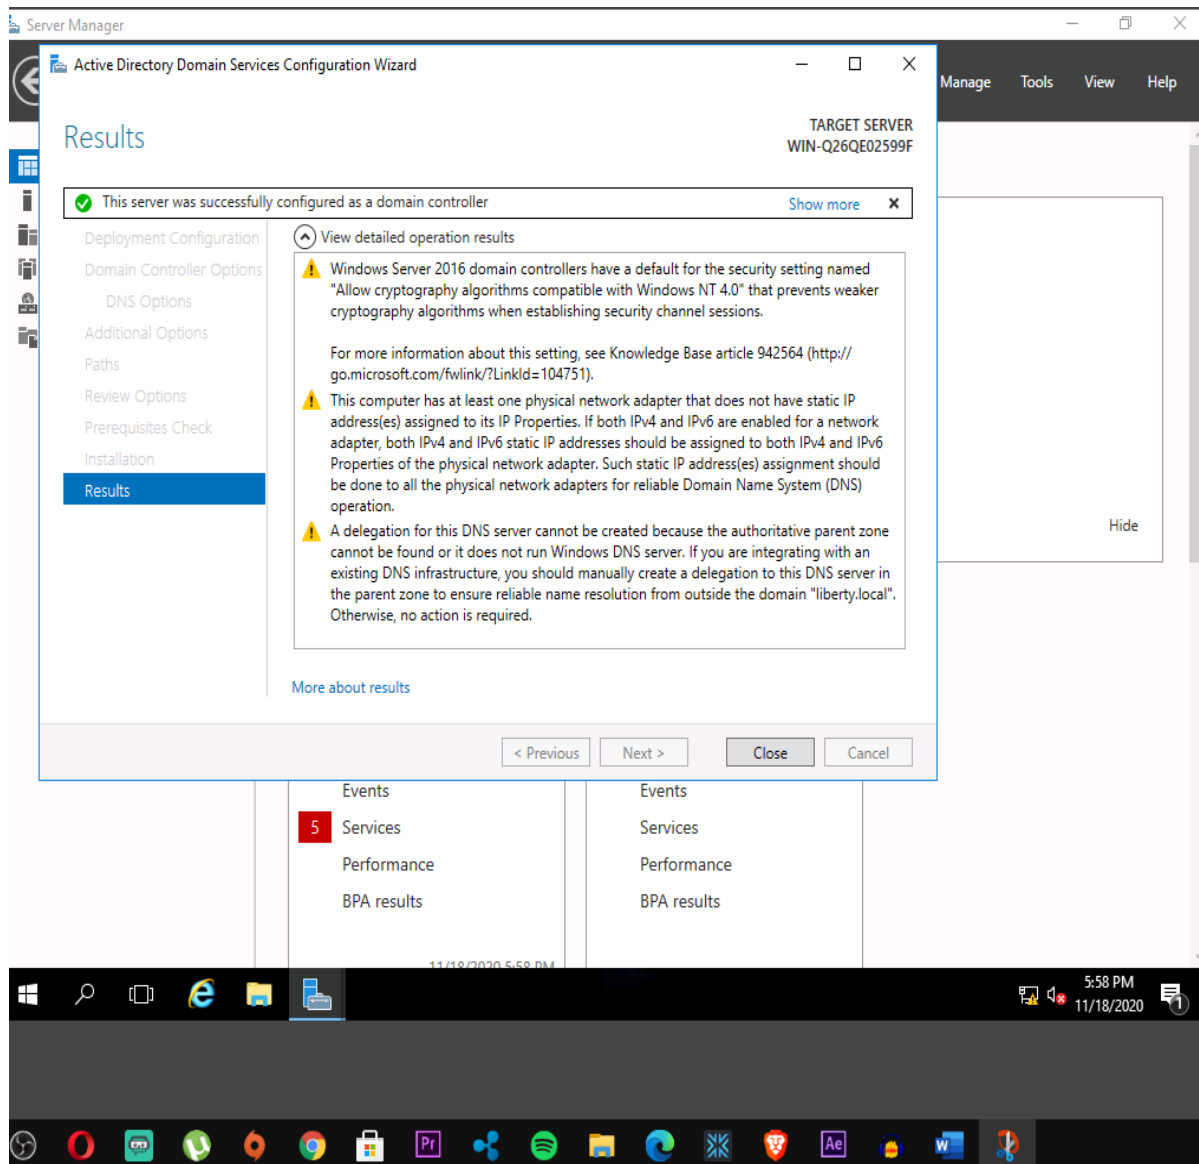 Server Manager
Active Directory Domain Services Configuration Wizard
Manage Tools View Help
Results
TARGET SERVER
WIN-Q26QE02599F
This server was successfully configured as a domain controller
Show more
Deployment Configuration
Domain Controller Options
DNS Options
Additional Options
Paths
Review Options
Prerequisites Check
Installation
Results
View detailed operation results
Windows Server 2016 domain controllers have a default for the security setting named
"Allow cryptography algorithms compatible with Windows NT 4.0" that prevents weaker
cryptography algorithms when establishing security channel sessions.
For more information about this setting, see Knowledge Base article 942564 (http://
go.microsoft.com/fwlink/?LinkId=104751).
This computer has at least one physical network adapter that does not have static IP
address(es) assigned to its IP Properties. If both IPv4 and IPv6 are enabled for a network
adapter, both IPv4 and IPv6 static IP addresses should be assigned to both IPv4 and IPv6
Properties of the physical network adapter. Such static IP address(es) assignment should
be done to all the physical network adapters for reliable Domain Name System (DNS)
operation.
A delegation for this DNS server cannot be created because the authoritative parent zone
cannot be found or it does not run Windows DNS server. If you are integrating with an
existing DNS infrastructure, you should manually create a delegation to this DNS server in
the parent zone to ensure reliable name resolution from outside the domain "liberty.local".
Otherwise, no action is required.
More about results
Hide
< Previous
Next >
Close
Cancel
Events
5 Services
Performance
BPA results
11/18/2020 5:58 PM
Events
Services
Performance
BPA results
5:58 PM
11/18/2020
1
Pr
Ae
W